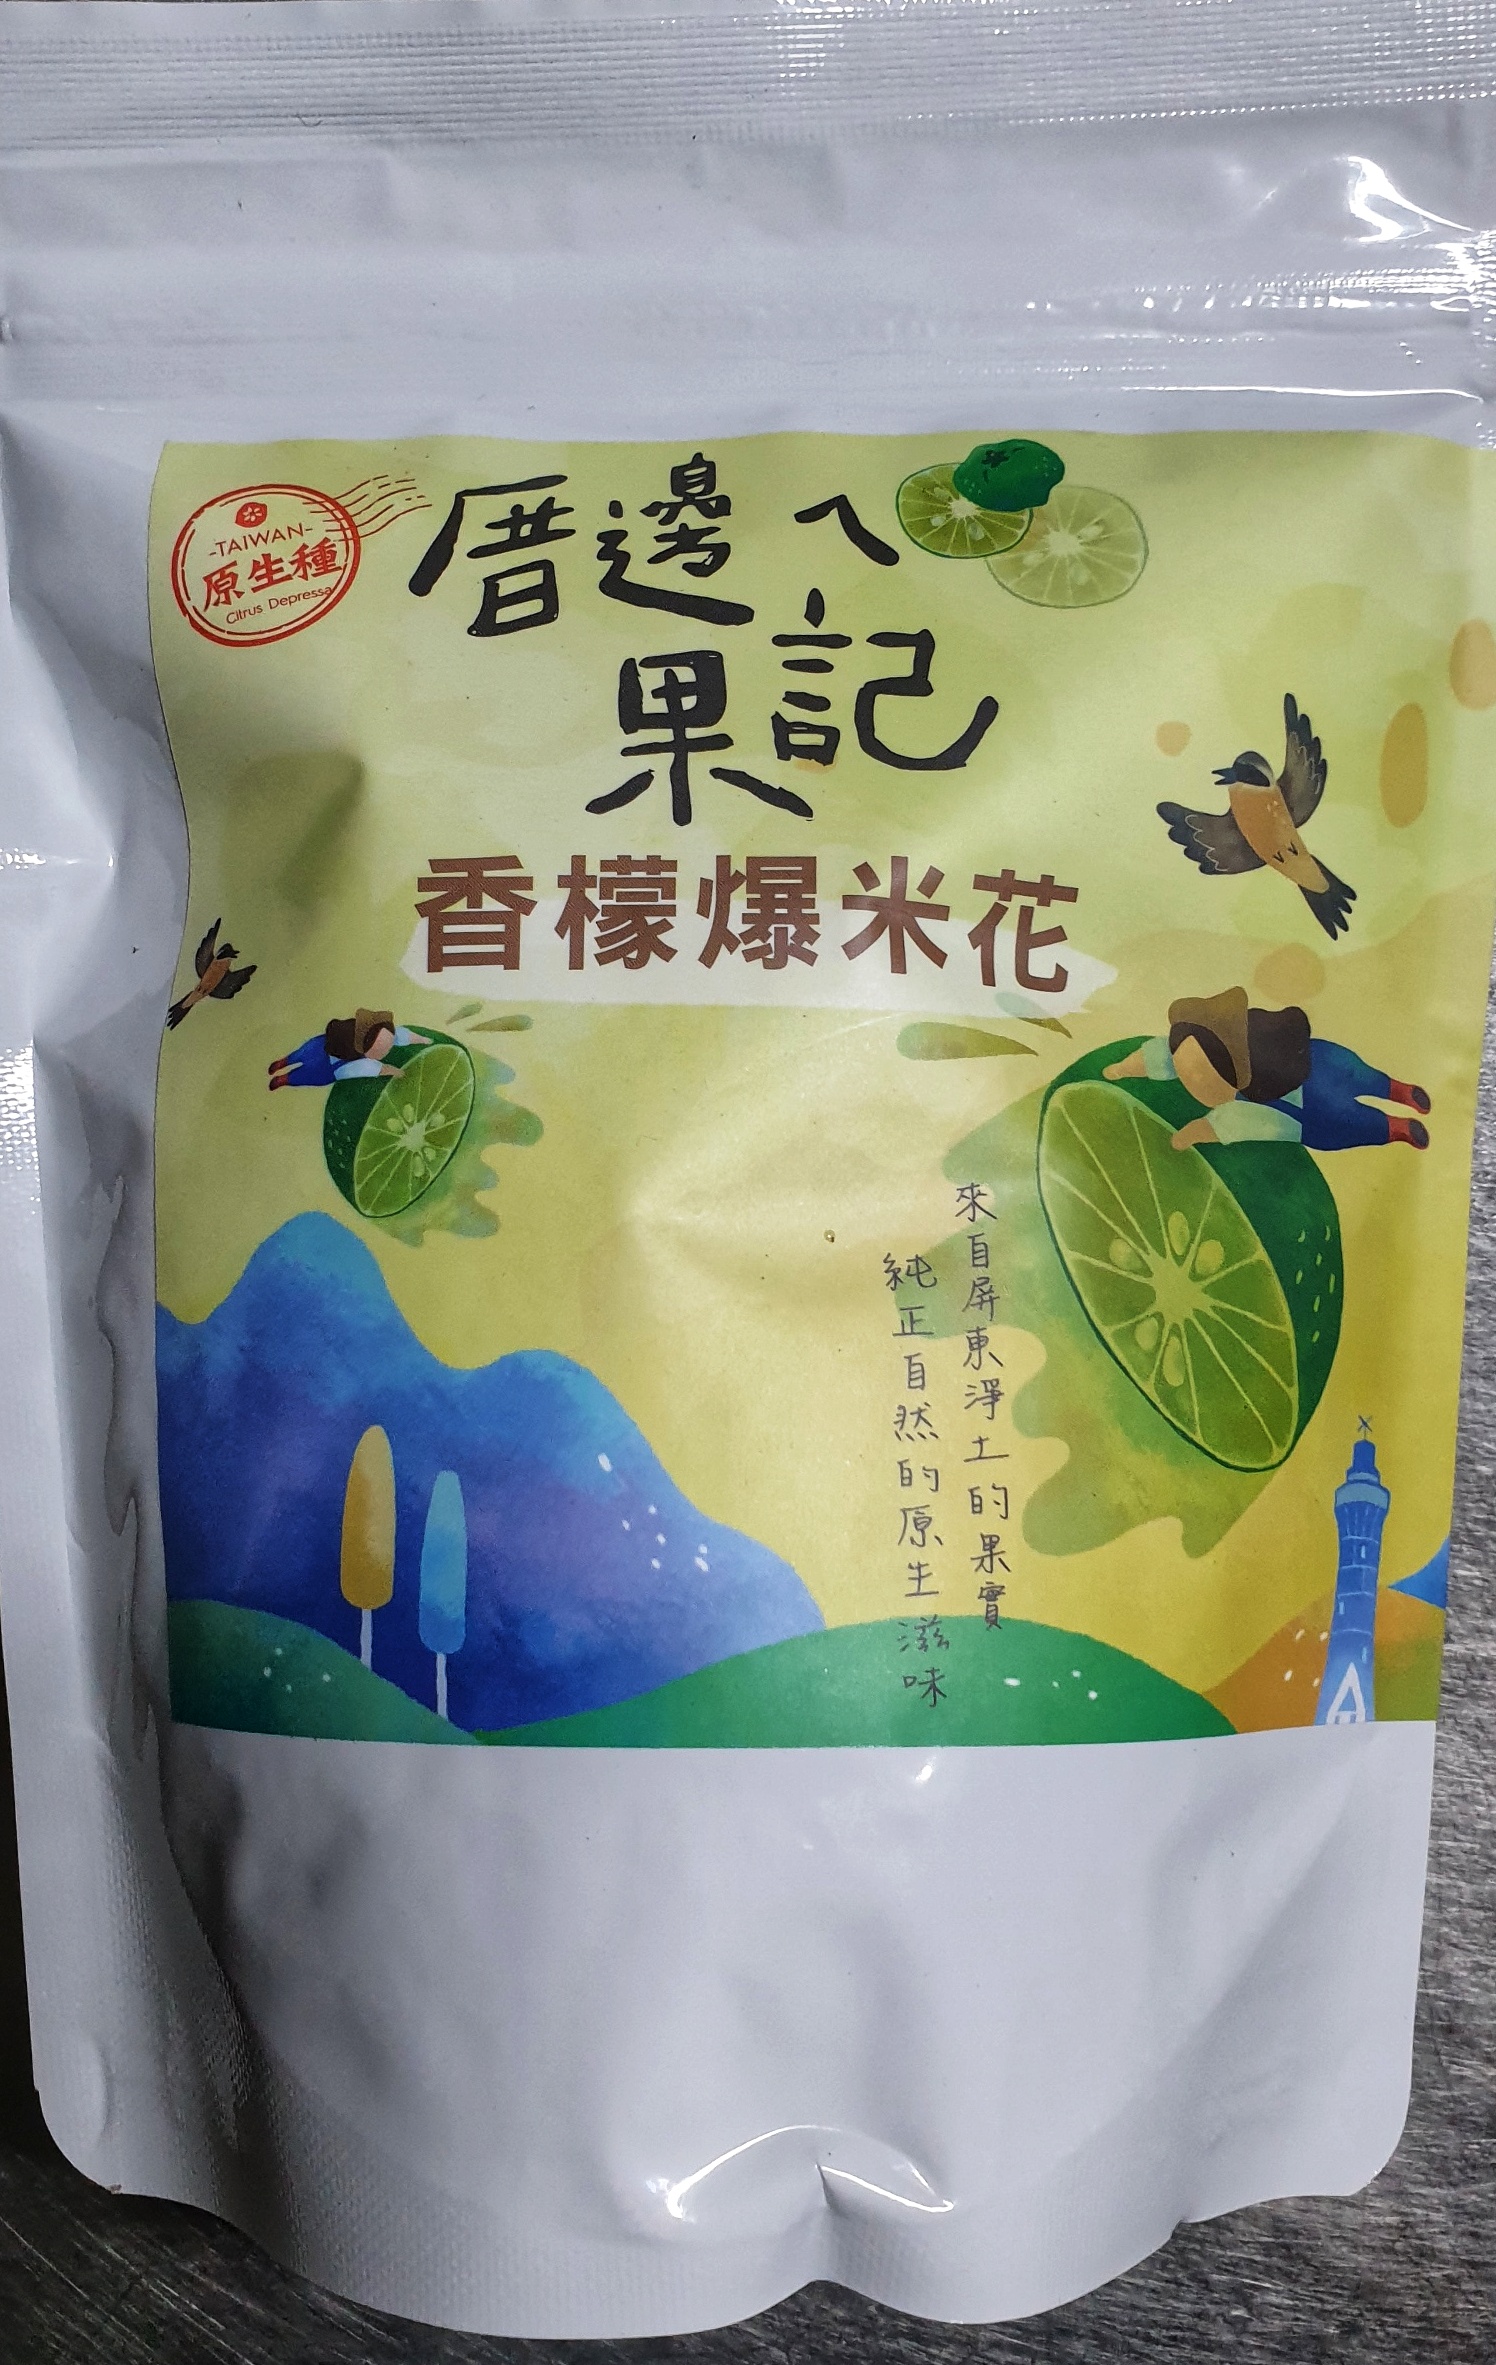 -TAIWAN-
原生種
Citrus Depressa
厝邊ㄟ
果記
香檬爆米花
來自屏東淨土的果實
純正自然的原生滋味